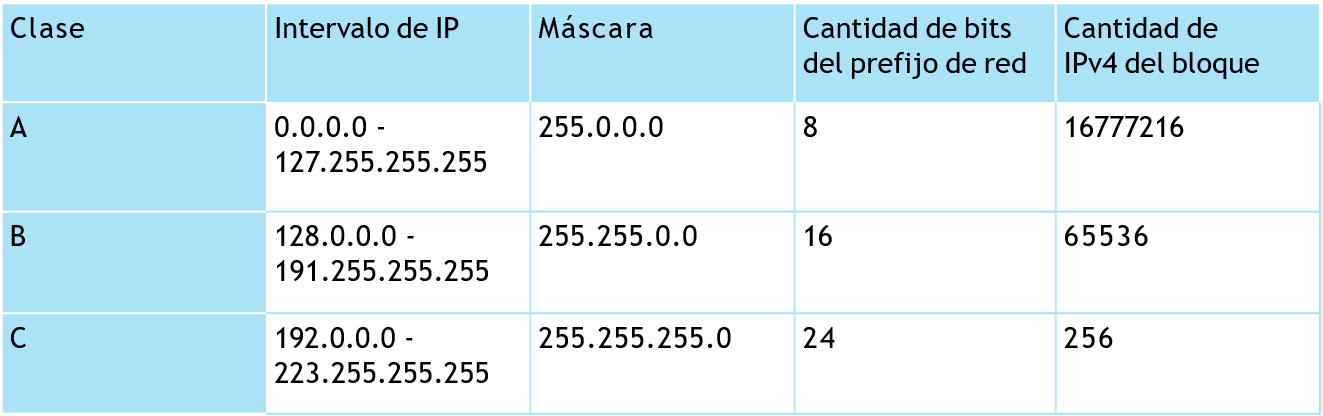 Clase
Intervalo de IP
Máscara
Cantidad de bits
del prefijo de red
Cantidad de
IPv4 del bloque
A
0.0.0.0 -
127.255.255.255
255.0.0.0
8
16777216
B
128.0.0.0 -
191.255.255.255
255.255.0.0
16
65536
C
192.0.0.0 -
223.255.255.255
255.255.255.0
24
256